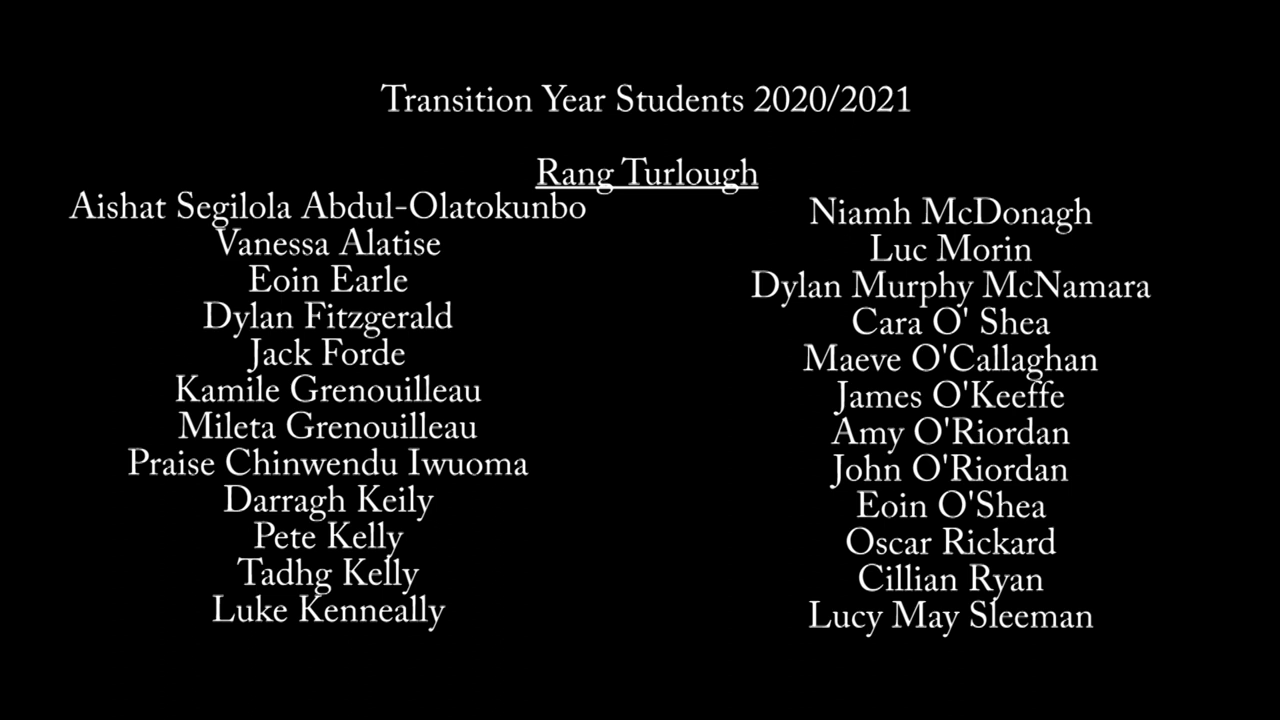 Transition Year Students 2020/2021
Rang Turlough
Aishat Segilola Abdul-Olatokunbo
Vanessa Alatise
Eoin Earle
Dylan Fitzgerald
Jack Forde
Kamile Grenouilleau
Mileta Grenouilleau
Praise Chinwendu Iwuoma
Darragh Keily
Pete Kelly
Tadhg Kelly
Luke Kenneally
Niamh McDonagh
Luc Morin
Dylan Murphy McNamara
Cara O' Shea
Maeve O'Callaghan
James O'Keeffe
Amy O'Riordan
John O'Riordan
Eoin O'Shea
Oscar Rickard
Cillian Ryan
Lucy May Sleeman